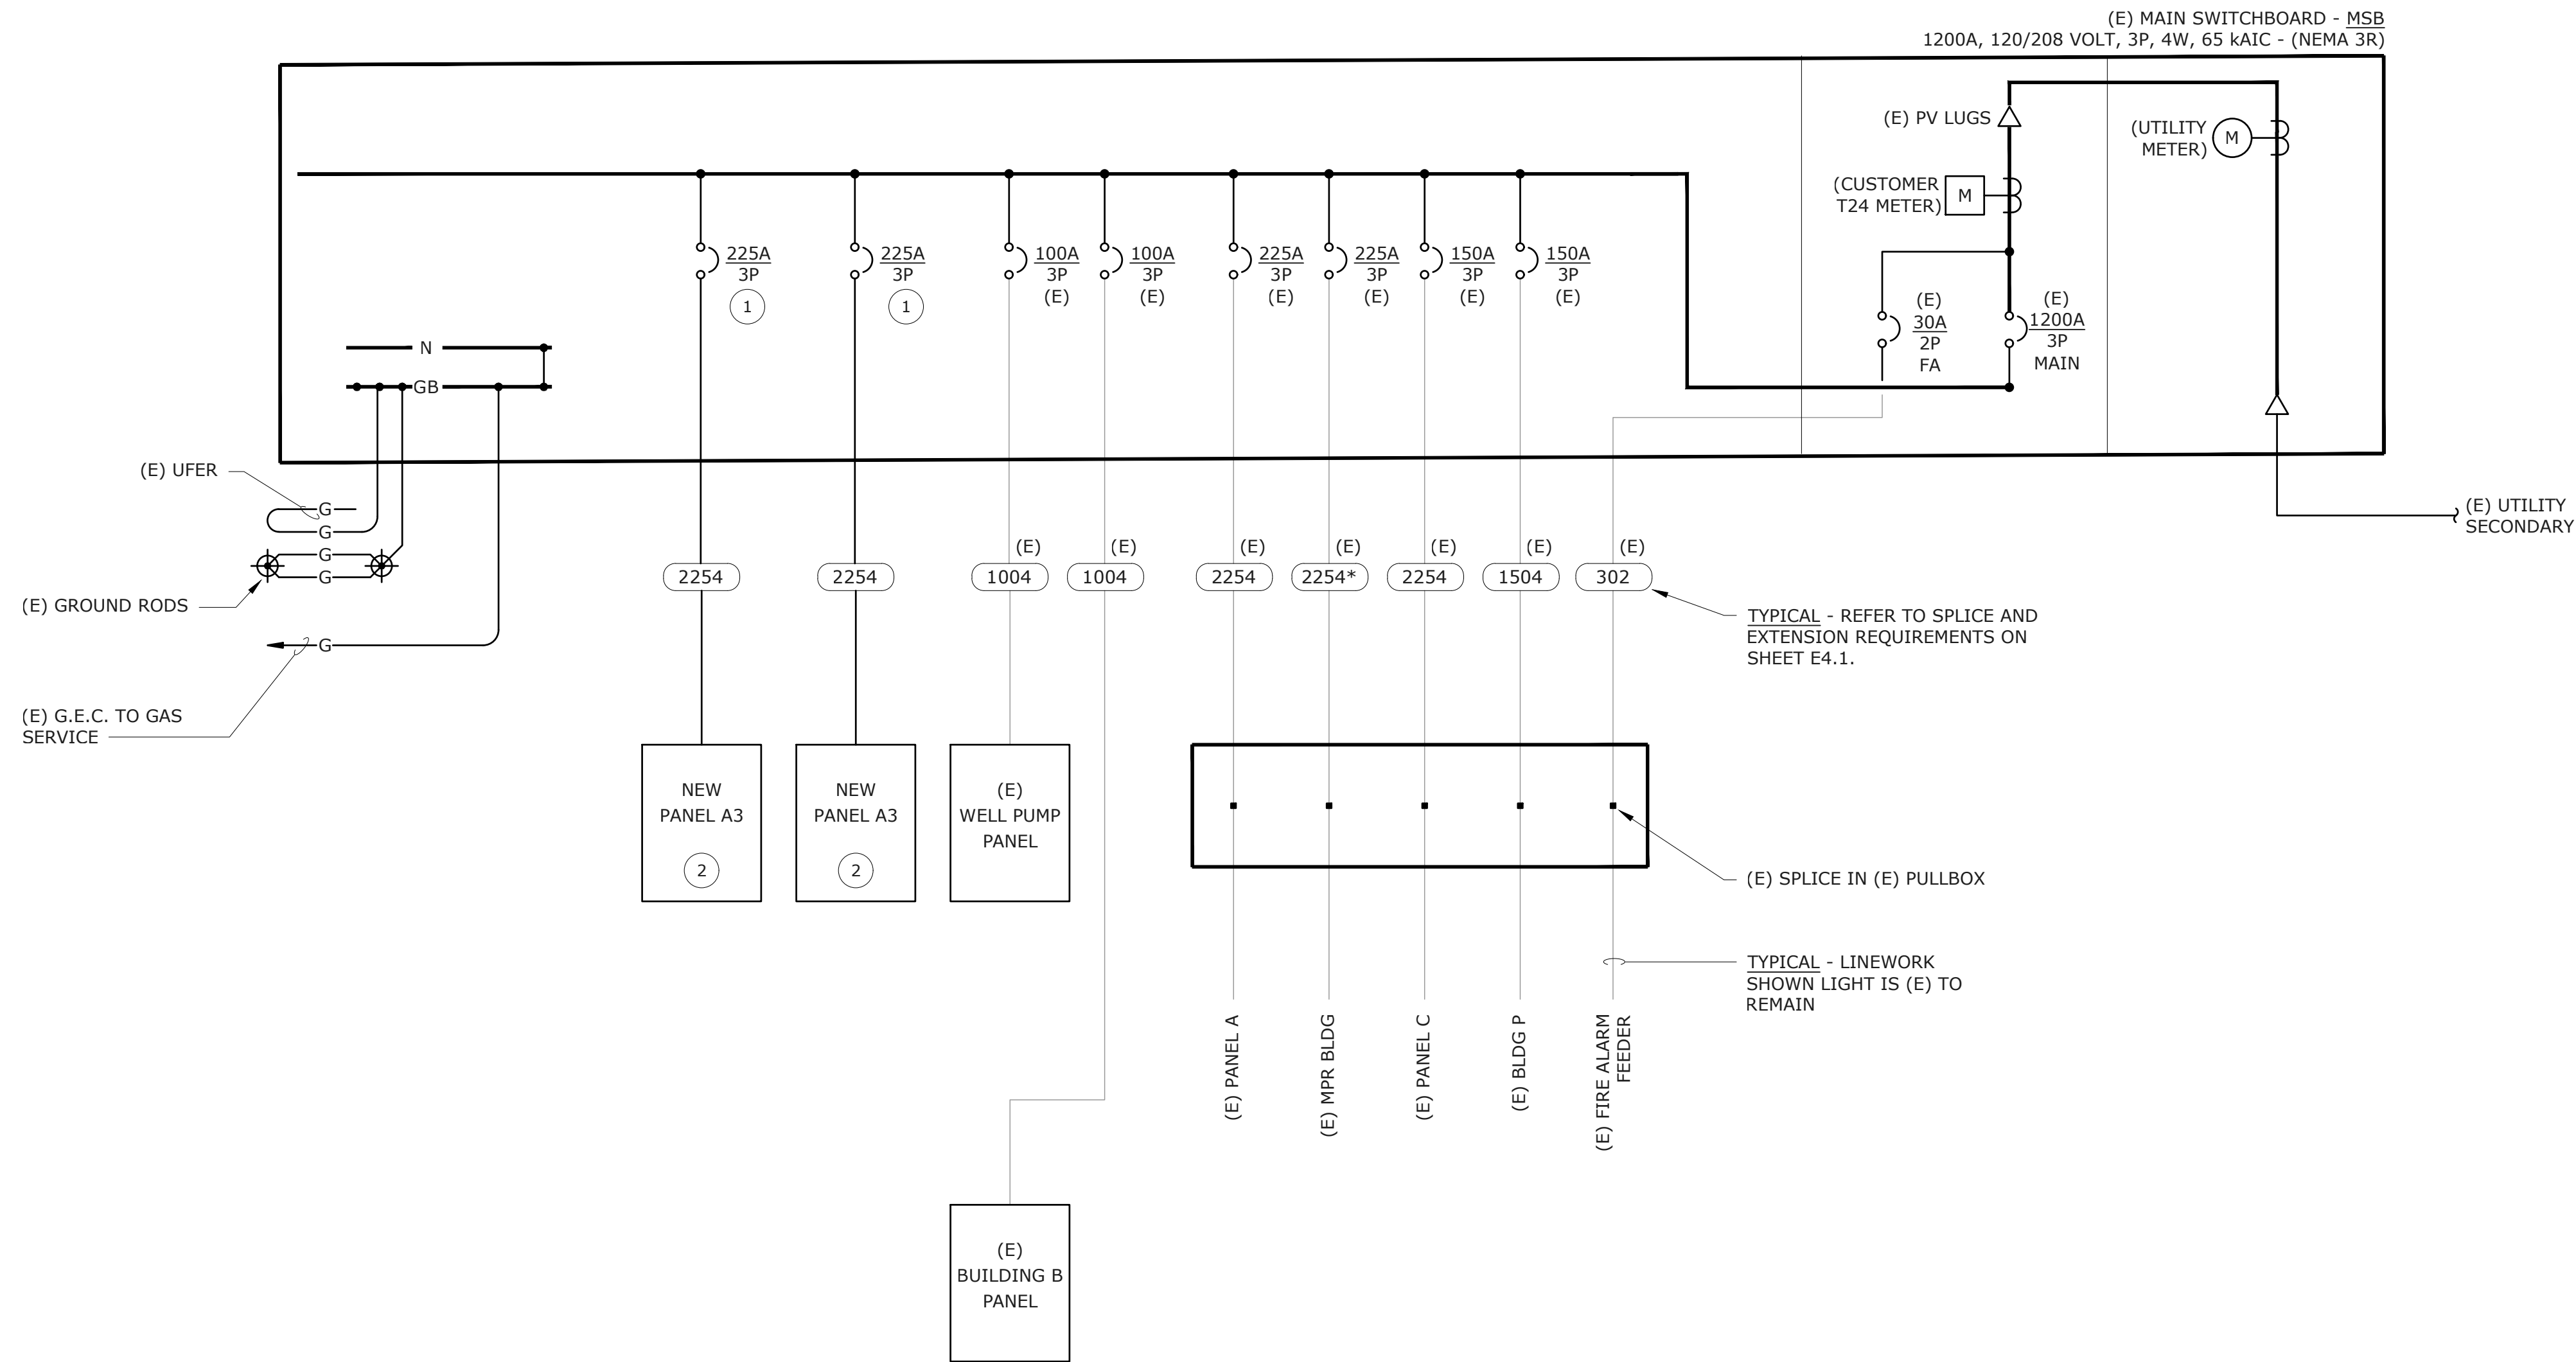 (E) MAIN SWITCHBOARD - MSB
1200A, 120/208 VOLT, 3P, 4W, 65 kAIC - (NEMA 3R)
(E) PV LUGS
(UTILITY
METER)
M
(CUSTOMER
T24 METER)
M
225A
3P
1
225A
3P
1
100A
3P
(E)
100A
3P
(E)
225A
3P
(E)
225A
3P
(E)
150A
3P
(E)
150A
3P
(E)
(E)
30A
2P
FA
(E)
1200A
3P
MAIN
N
GB
(E) UFER
G
G
G
G
(E) GROUND RODS
G
(E) G.E.C. TO GAS
SERVICE
(E) UTILITY
SECONDARY
2254
2254
(E)
1004
(E)
1004
(E)
2254
(E)
2254*
(E)
2254
(E)
1504
(E)
302
TYPICAL - REFER TO SPLICE AND
EXTENSION REQUIREMENTS ON
SHEET E4.1.
NEW
PANEL A3
2
NEW
PANEL A3
2
(E)
WELL PUMP
PANEL
(E) SPLICE IN (E) PULLBOX
TYPICAL - LINEWORK
SHOWN LIGHT IS (E) TO
REMAIN
(E) PANEL A
(E) MPR BLDG
(E) PANEL C
(E) BLDG P
(E) FIRE ALARM
FEEDER
(E)
BUILDING B
PANEL